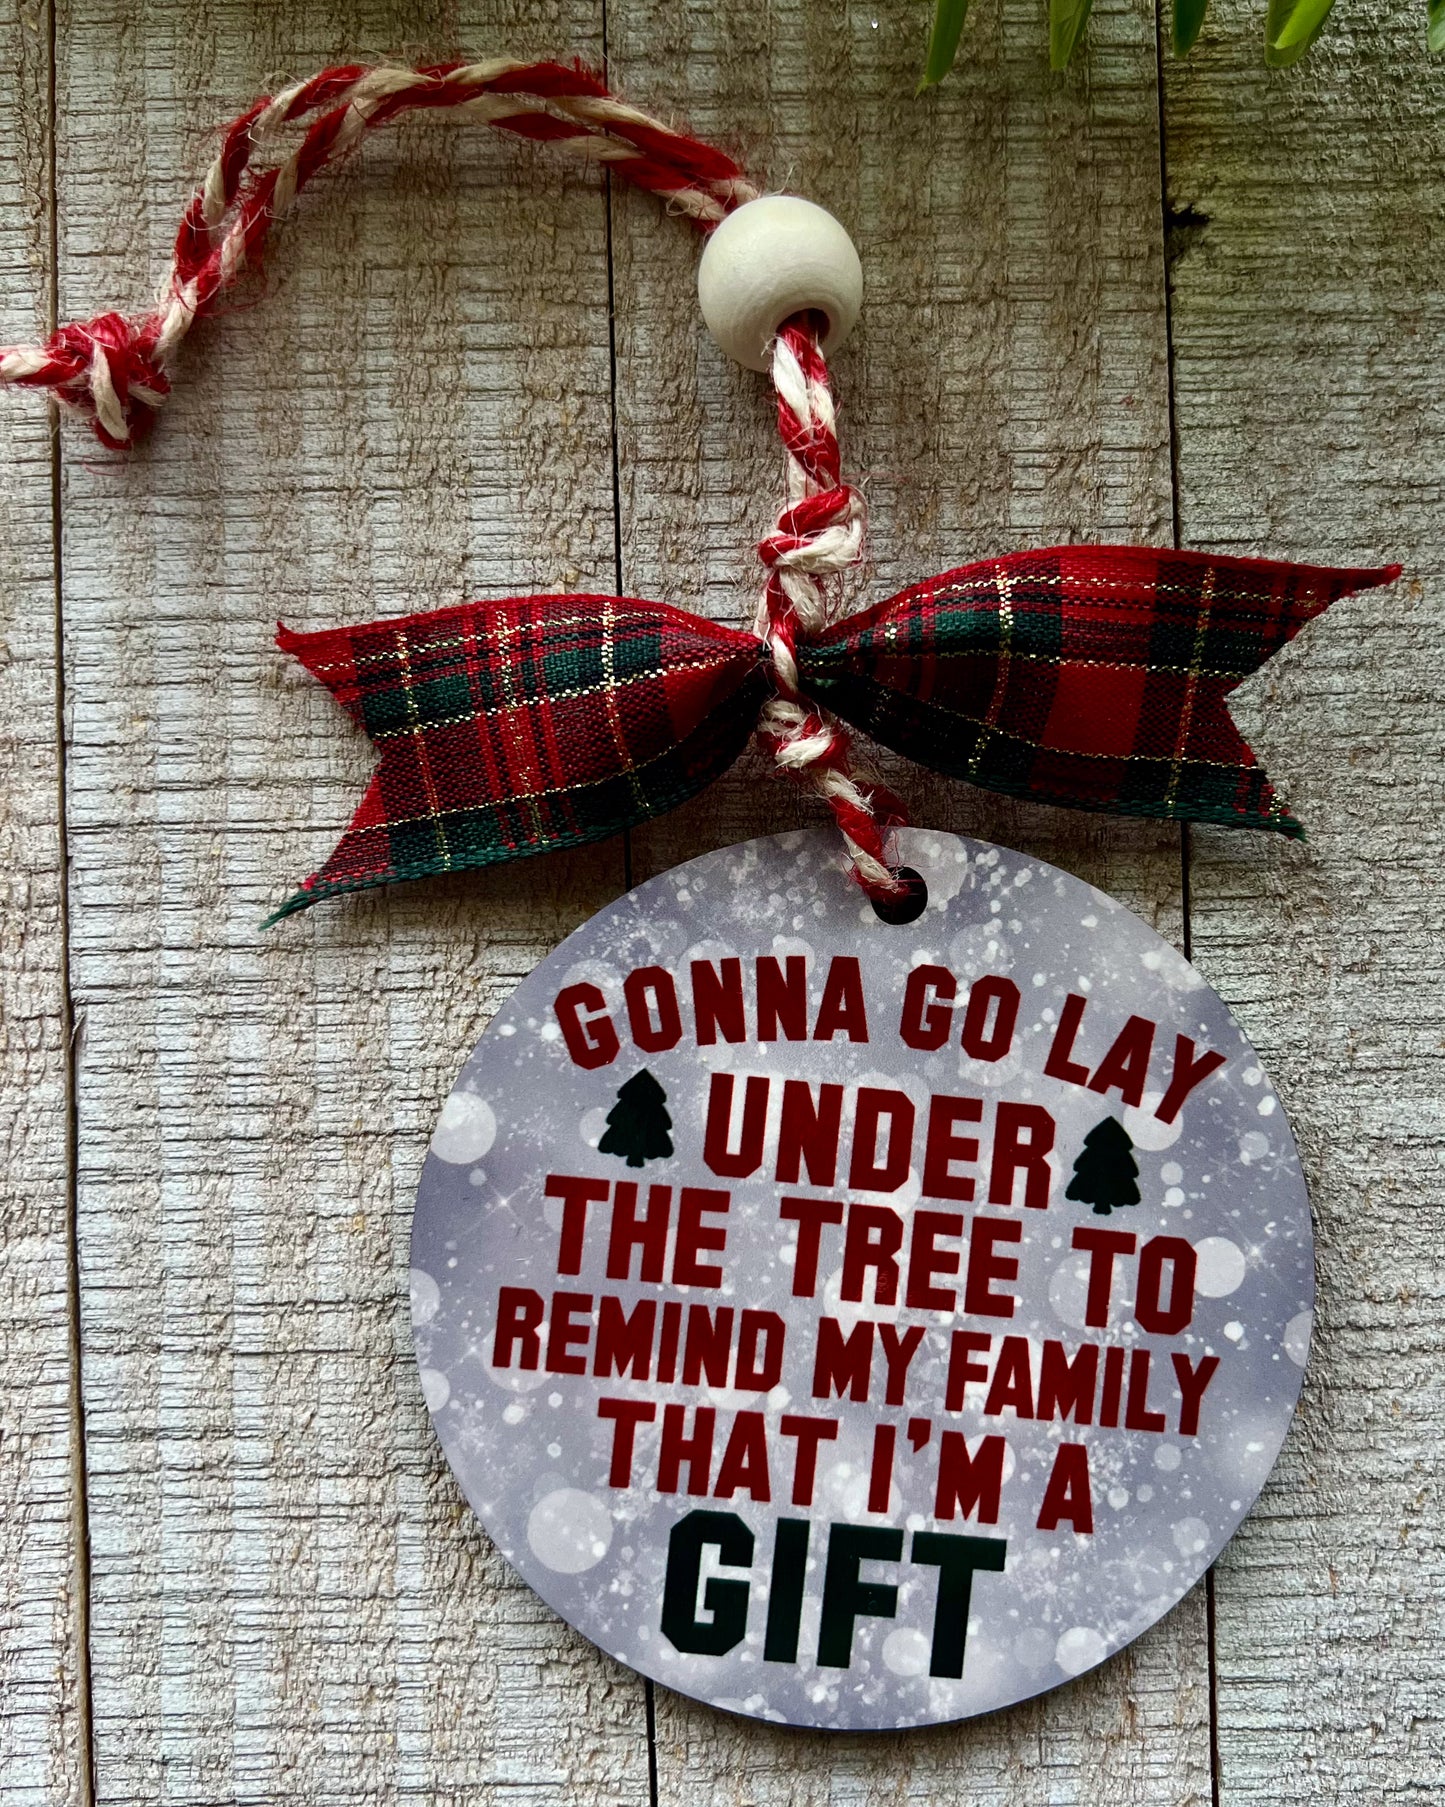 GONNA GO LAY
UNDER
THE TREE TO
REMIND MY FAMILY
THAT I'M A
GIFT